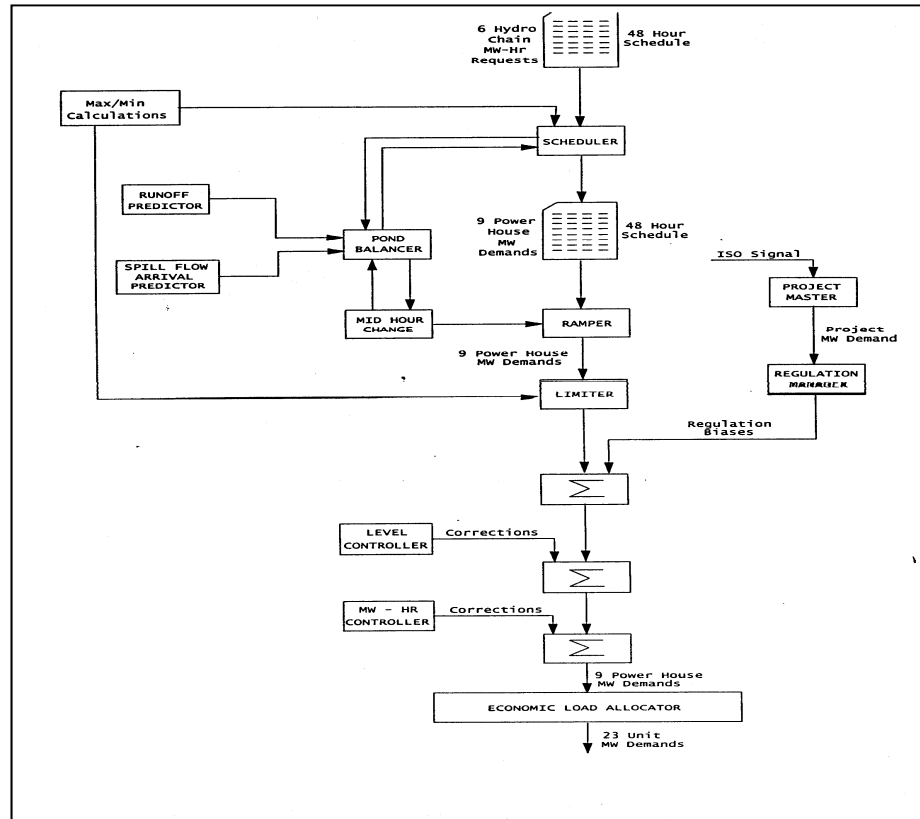 6 Hydro
Chain
MW-Hr
Requests
48 Hour
Schedule
Max/Min
Calculations
SCHEDULER
RUNOFF
PREDICTOR
9 Power
House
MW
Demands
48 Hour
Schedule
POND
BALANCER
ISO Signal
SPILL FLOW
ARRIVAL
PREDICTOR
PROJECT
MASTER
MID HOUR
CHANGE
RAMPER
Project
MW Demand
9 Power House
MW Demands
REGULATION
MANAGER
LIMITER
Regulation
Biases
Σ
LEVEL
CONTROLLER
Corrections
Σ
MW - HR
CONTROLLER
Corrections
Σ
9 Power House
MW Demands
ECONOMIC LOAD ALLOCATOR
23 Unit
MW Demands